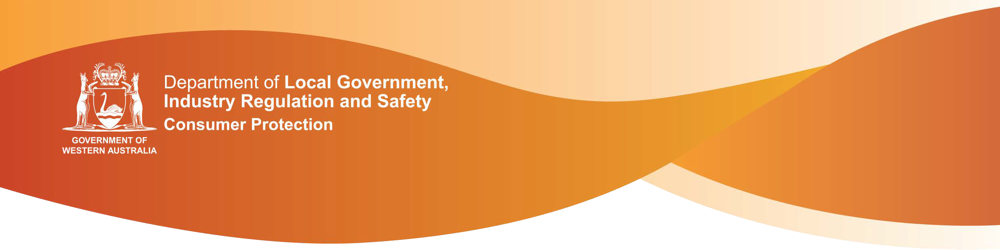 Department of Local Government,
Industry Regulation and Safety
Consumer Protection
GOVERNMENT OF
WESTERN AUSTRALIA